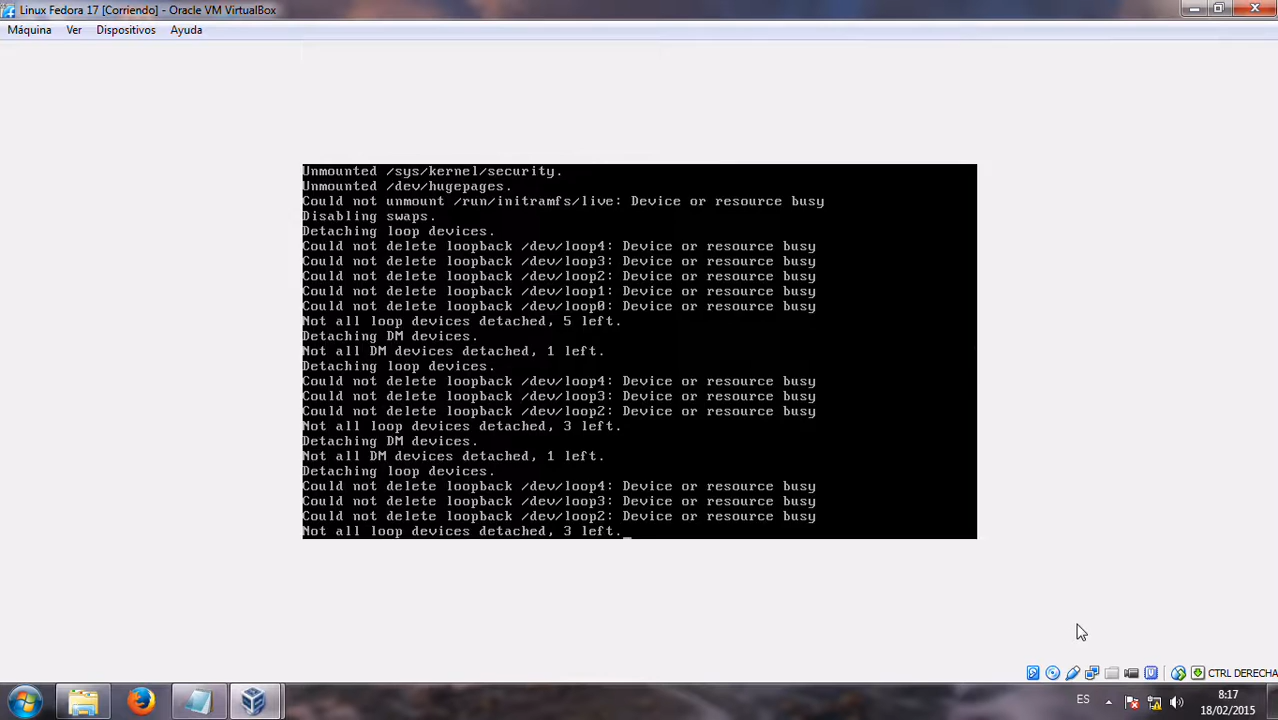 Linux Fedora 17 [Corriendo] - Oracle VM VirtualBox
Máquina Ver Dispositivos Ayuda
Unmounted /sys/kernel/security.
Unmounted /dev/hugepages.
Could not unmount /run/initramfs/live: Device or resource busy
Disabling swaps.
Detaching loop devices.
Could not delete loopback /dev/loop4: Device or resource busy
Could not delete loopback /dev/loop3: Device or resource busy
Could not delete loopback /dev/loop2: Device or resource busy
Could not delete loopback /dev/loop1: Device or resource busy
Could not delete loopback /dev/loop0: Device or resource busy
Not all loop devices detached, 5 left.
Detaching DM devices.
Not all DM devices detached, 1 left.
Detaching loop devices.
Could not delete loopback /dev/loop4: Device or resource busy
Could not delete loopback /dev/loop3: Device or resource busy
Could not delete loopback /dev/loop2: Device or resource busy
Not all loop devices detached, 3 left.
Detaching DM devices.
Not all DM devices detached, 1 left.
Detaching loop devices.
Could not delete loopback /dev/loop4: Device or resource busy
Could not delete loopback /dev/loop3: Device or resource busy
Could not delete loopback /dev/loop2: Device or resource busy
Not all loop devices detached, 3 left._
CTRL DERECHA
ES
8:17
18/02/2015